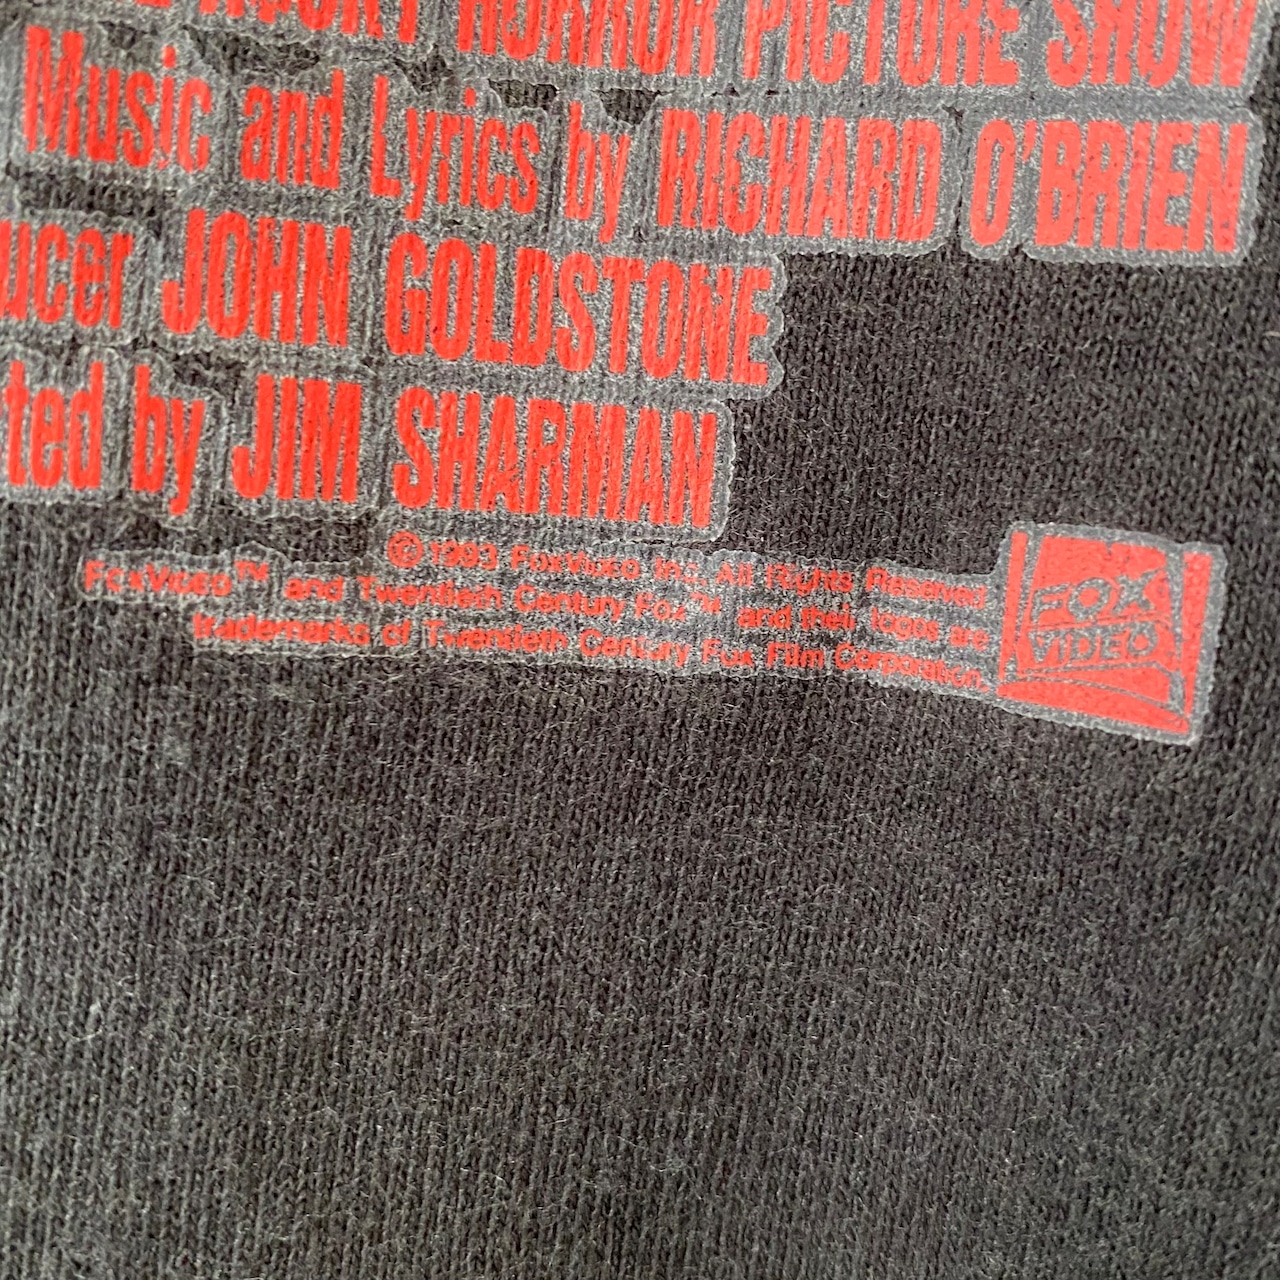 ROCKY HORROR PICTURE SHOW
Music and Lyrics by RICHARD O'BRIEN
ucer JOHN GOLDSTONE
ted by JIM SHARMAN
© 1993 FoxVideo Inc. All Rights Reserved
FoxVideo™ and Twentieth Century Fox™ and their logos are
trademarks of Twentieth Century Fox Film Corporation.
FOX
VIDEO